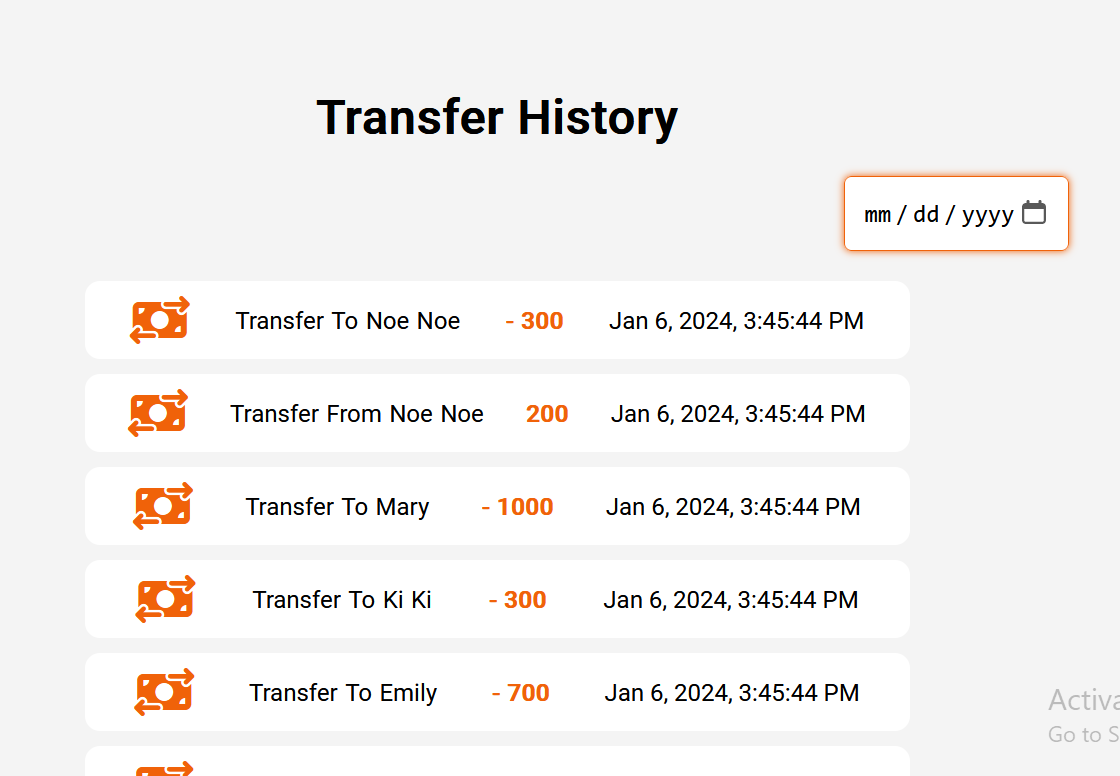 Transfer History
mm / dd / yyyy
Transfer To Noe Noe - 300 Jan 6, 2024, 3:45:44 PM
Transfer From Noe Noe 200 Jan 6, 2024, 3:45:44 PM
Transfer To Mary - 1000 Jan 6, 2024, 3:45:44 PM
Transfer To Ki Ki - 300 Jan 6, 2024, 3:45:44 PM
Transfer To Emily - 700 Jan 6, 2024, 3:45:44 PM
Activa
Go to S